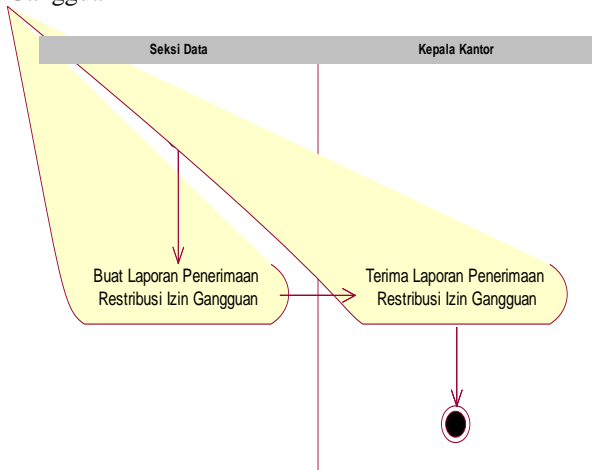 Seksi Data
Kepala Kantor
Buat Laporan Penerimaan
Restribusi Izin Gangguan
Terima Laporan Penerimaan
Restribusi Izin Gangguan